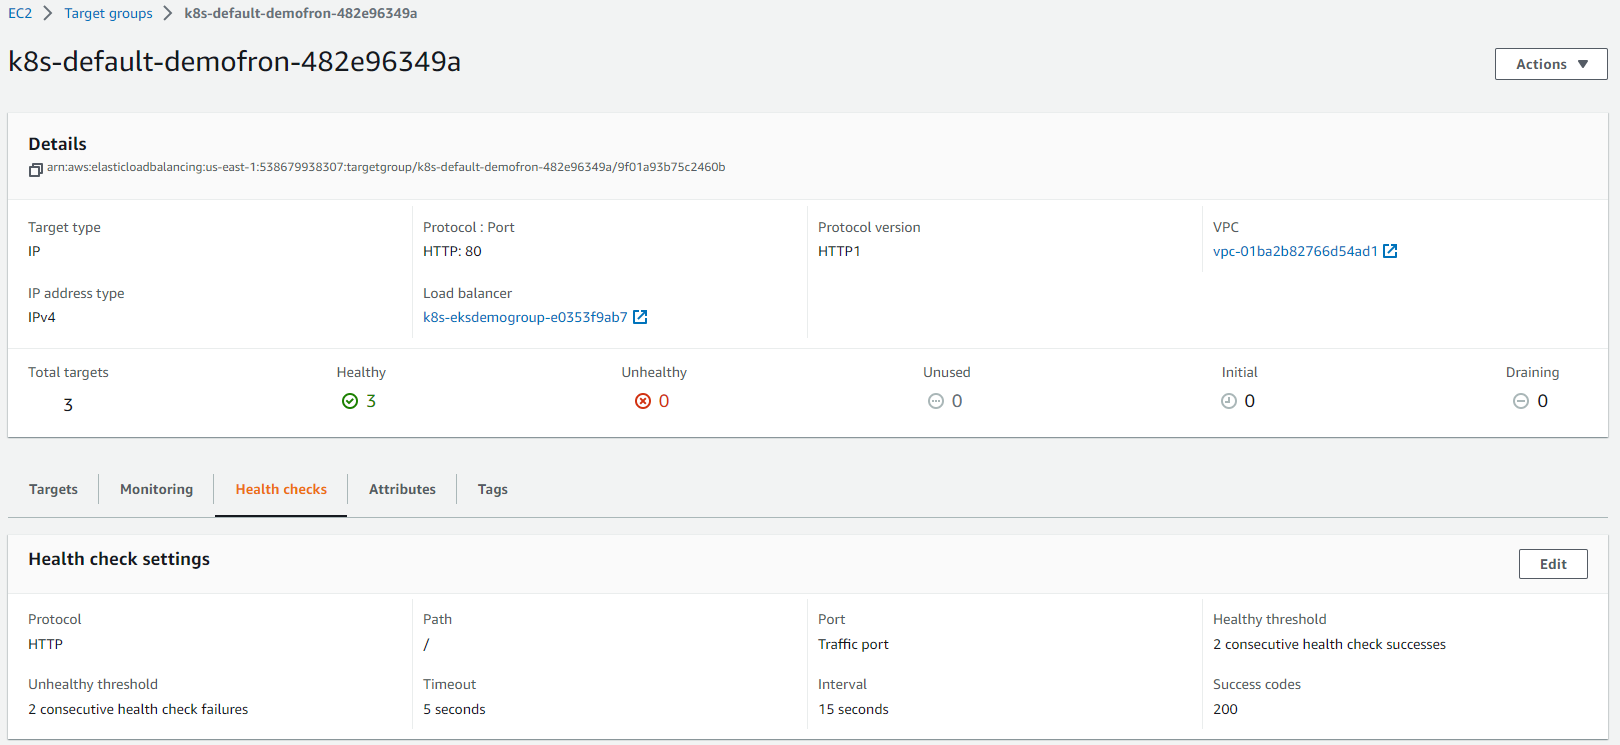 EC2 > Target groups > k8s-default-demofron-482e96349a
k8s-default-demofron-482e96349a
Actions
Details
arn:aws:elasticloadbalancing:us-east-1:538679938307:targetgroup/k8s-default-demofron-482e96349a/9f01a93b75c2460b
Target type Protocol : Port Protocol version VPC
IP HTTP: 80 HTTP1 vpc-01ba2b82766d54ad1
IP address type Load balancer
IPv4 k8s-eksdemogroup-e0353f9ab7
Total targets Healthy Unhealthy Unused Initial Draining
3 3 0 0 0 0
Targets Monitoring Health checks Attributes Tags
Health check settings
Edit
Protocol Path Port Healthy threshold
HTTP / Traffic port 2 consecutive health check successes
Unhealthy threshold Timeout Interval Success codes
2 consecutive health check failures 5 seconds 15 seconds 200